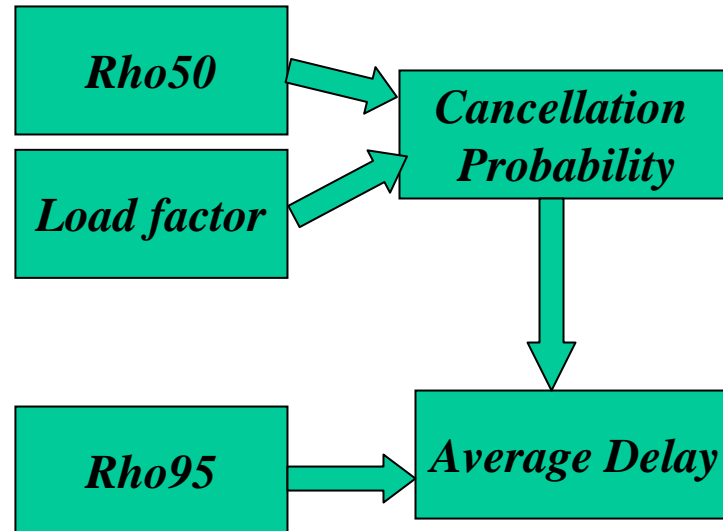 Rho50
Cancellation
Probability
Load factor
Rho95
Average Delay